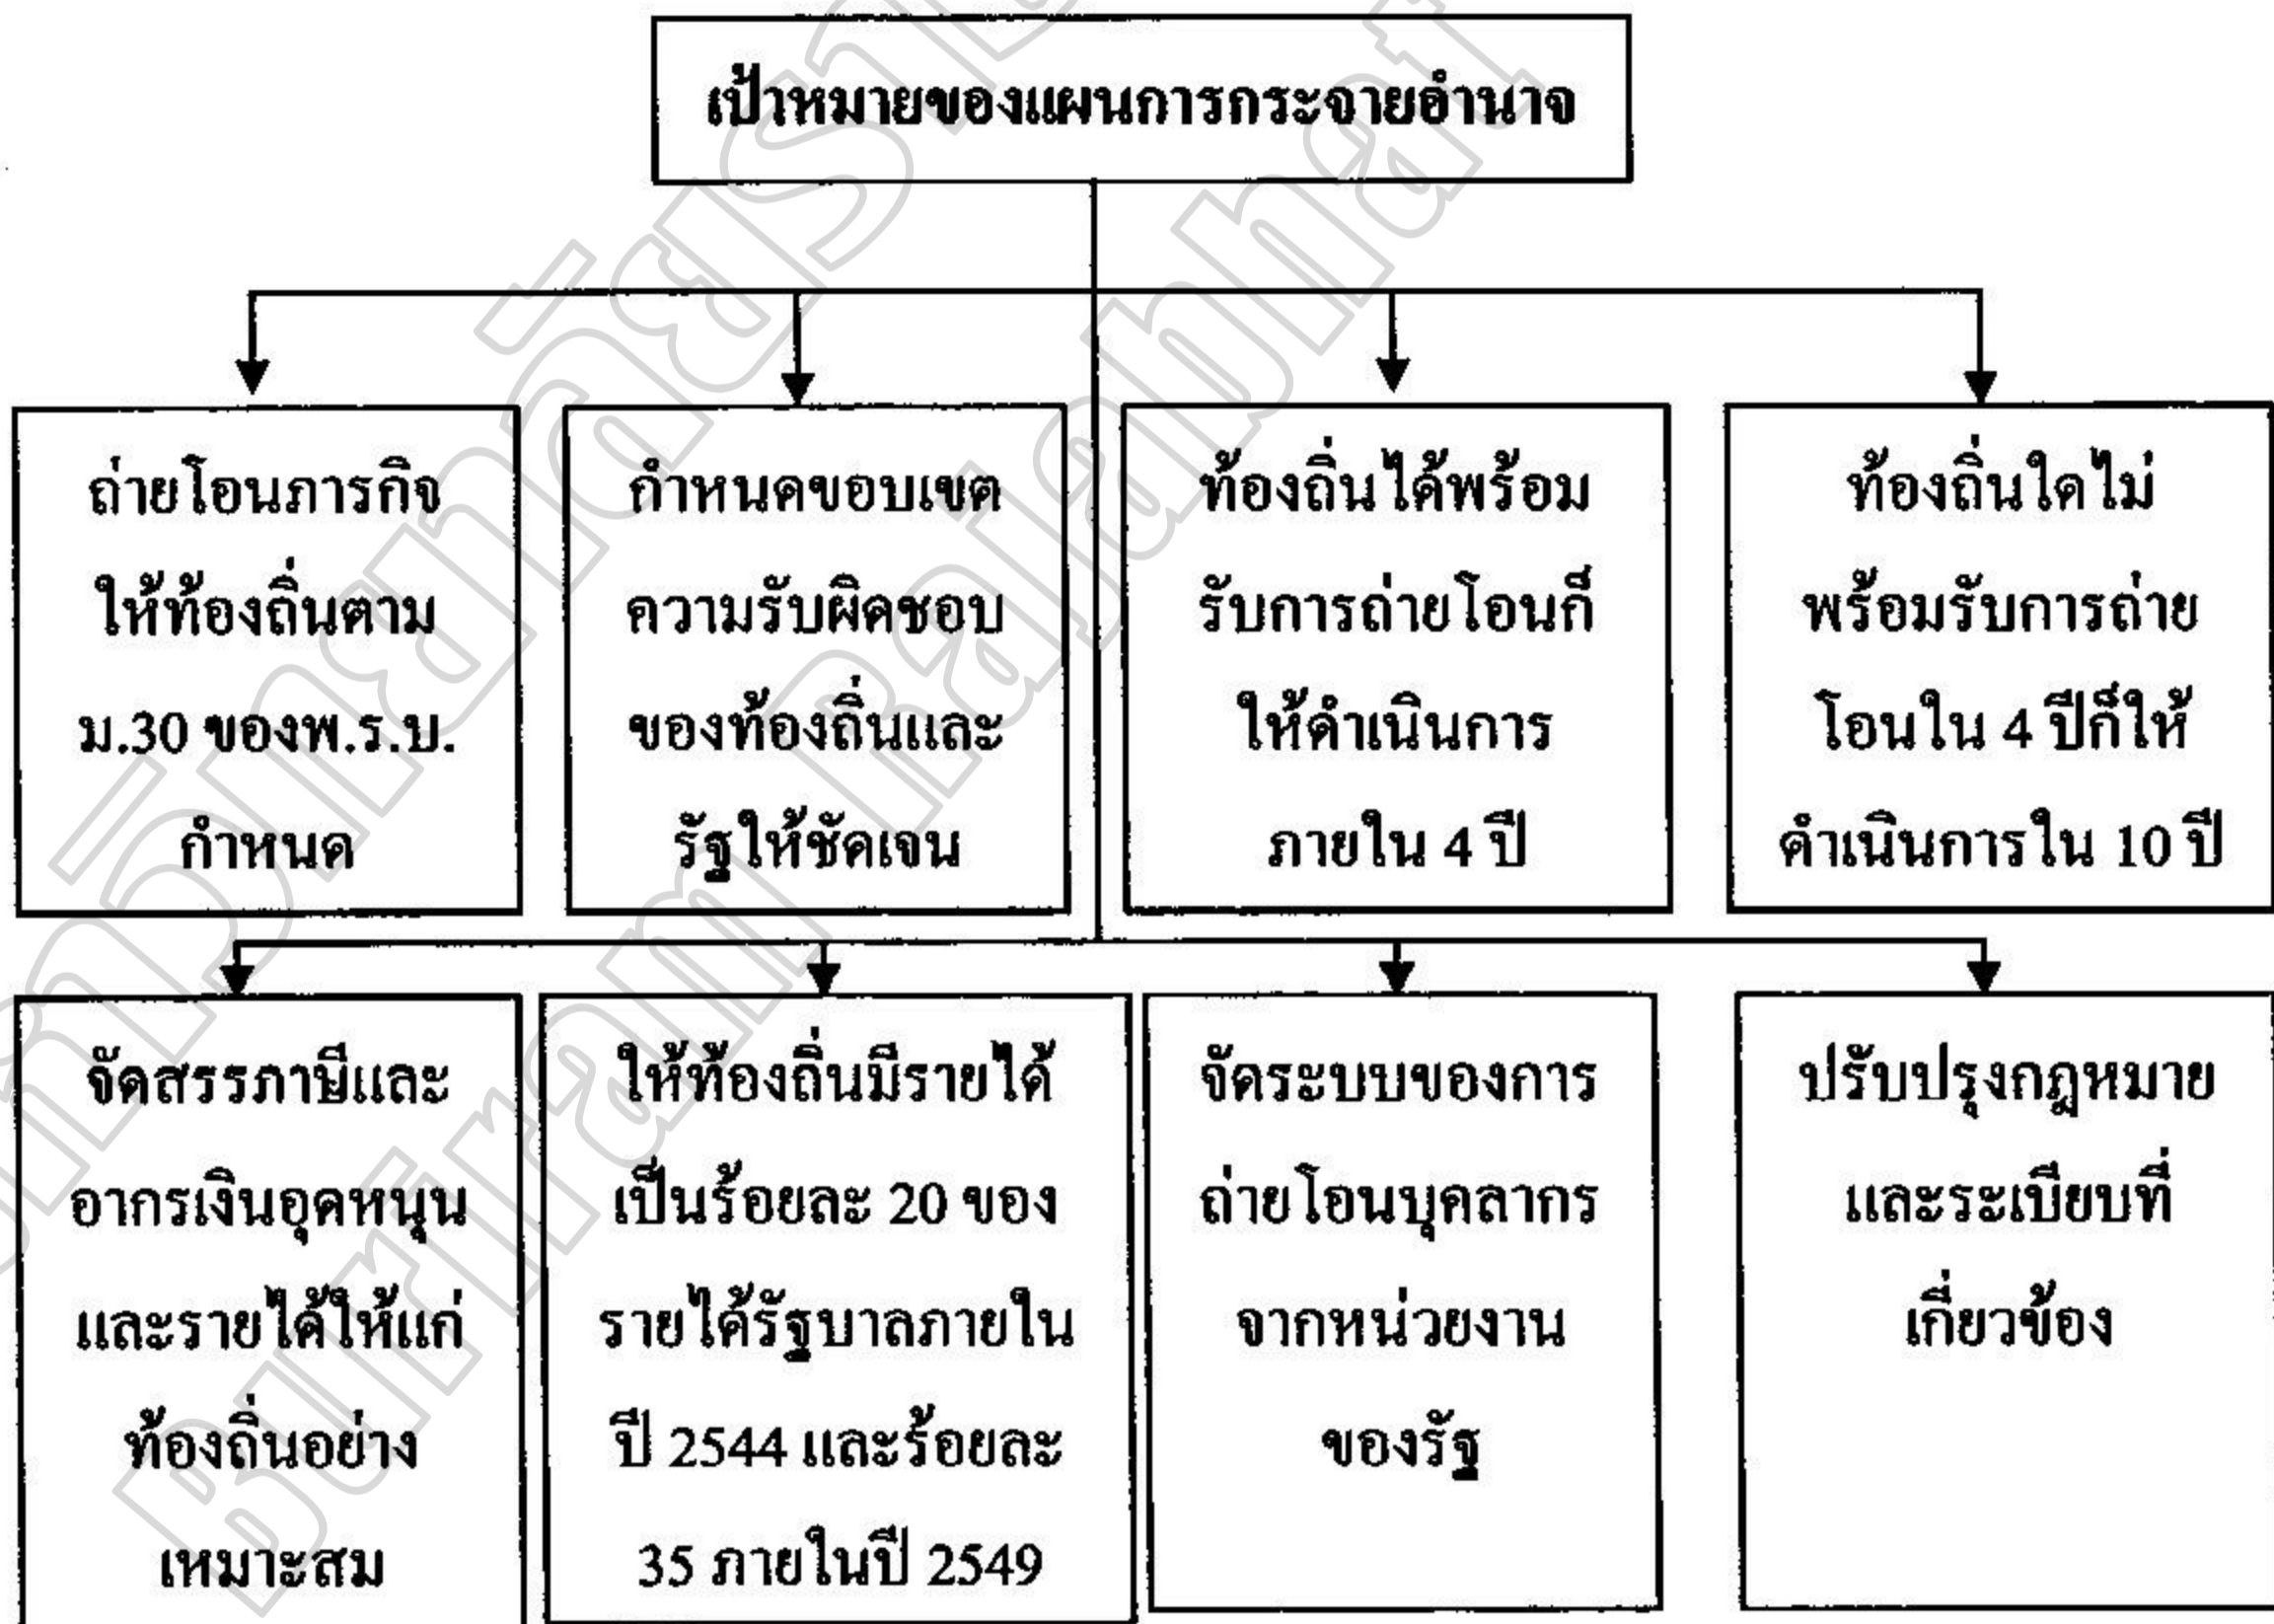 เป้าหมายของแผนการกระจายอำนาจ
ถ่ายโอนภารกิจ
ให้ท้องถิ่นตาม
ม.30 ของพ.ร.บ.
กำหนด
กำหนดขอบเขต
ความรับผิดชอบ
ของท้องถิ่นและ
รัฐให้ชัดเจน
ท้องถิ่นได้พร้อม
รับการถ่ายโอนก็
ให้ดำเนินการ
ภายใน 4 ปี
ท้องถิ่นใดไม่
พร้อมรับการถ่าย
โอนใน 4 ปีก็ให้
ดำเนินการใน 10 ปี
จัดสรรภาษีและ
อากรเงินอุดหนุน
และรายได้ให้แก่
ท้องถิ่นอย่าง
เหมาะสม
ให้ท้องถิ่นมีรายได้
เป็นร้อยละ 20 ของ
รายได้รัฐบาลภายใน
ปี 2544 และร้อยละ
35 ภายในปี 2549
จัดระบบของการ
ถ่ายโอนบุคลากร
จากหน่วยงาน
ของรัฐ
ปรับปรุงกฎหมาย
และระเบียบที่
เกี่ยวข้อง
Buriram Rajabhat